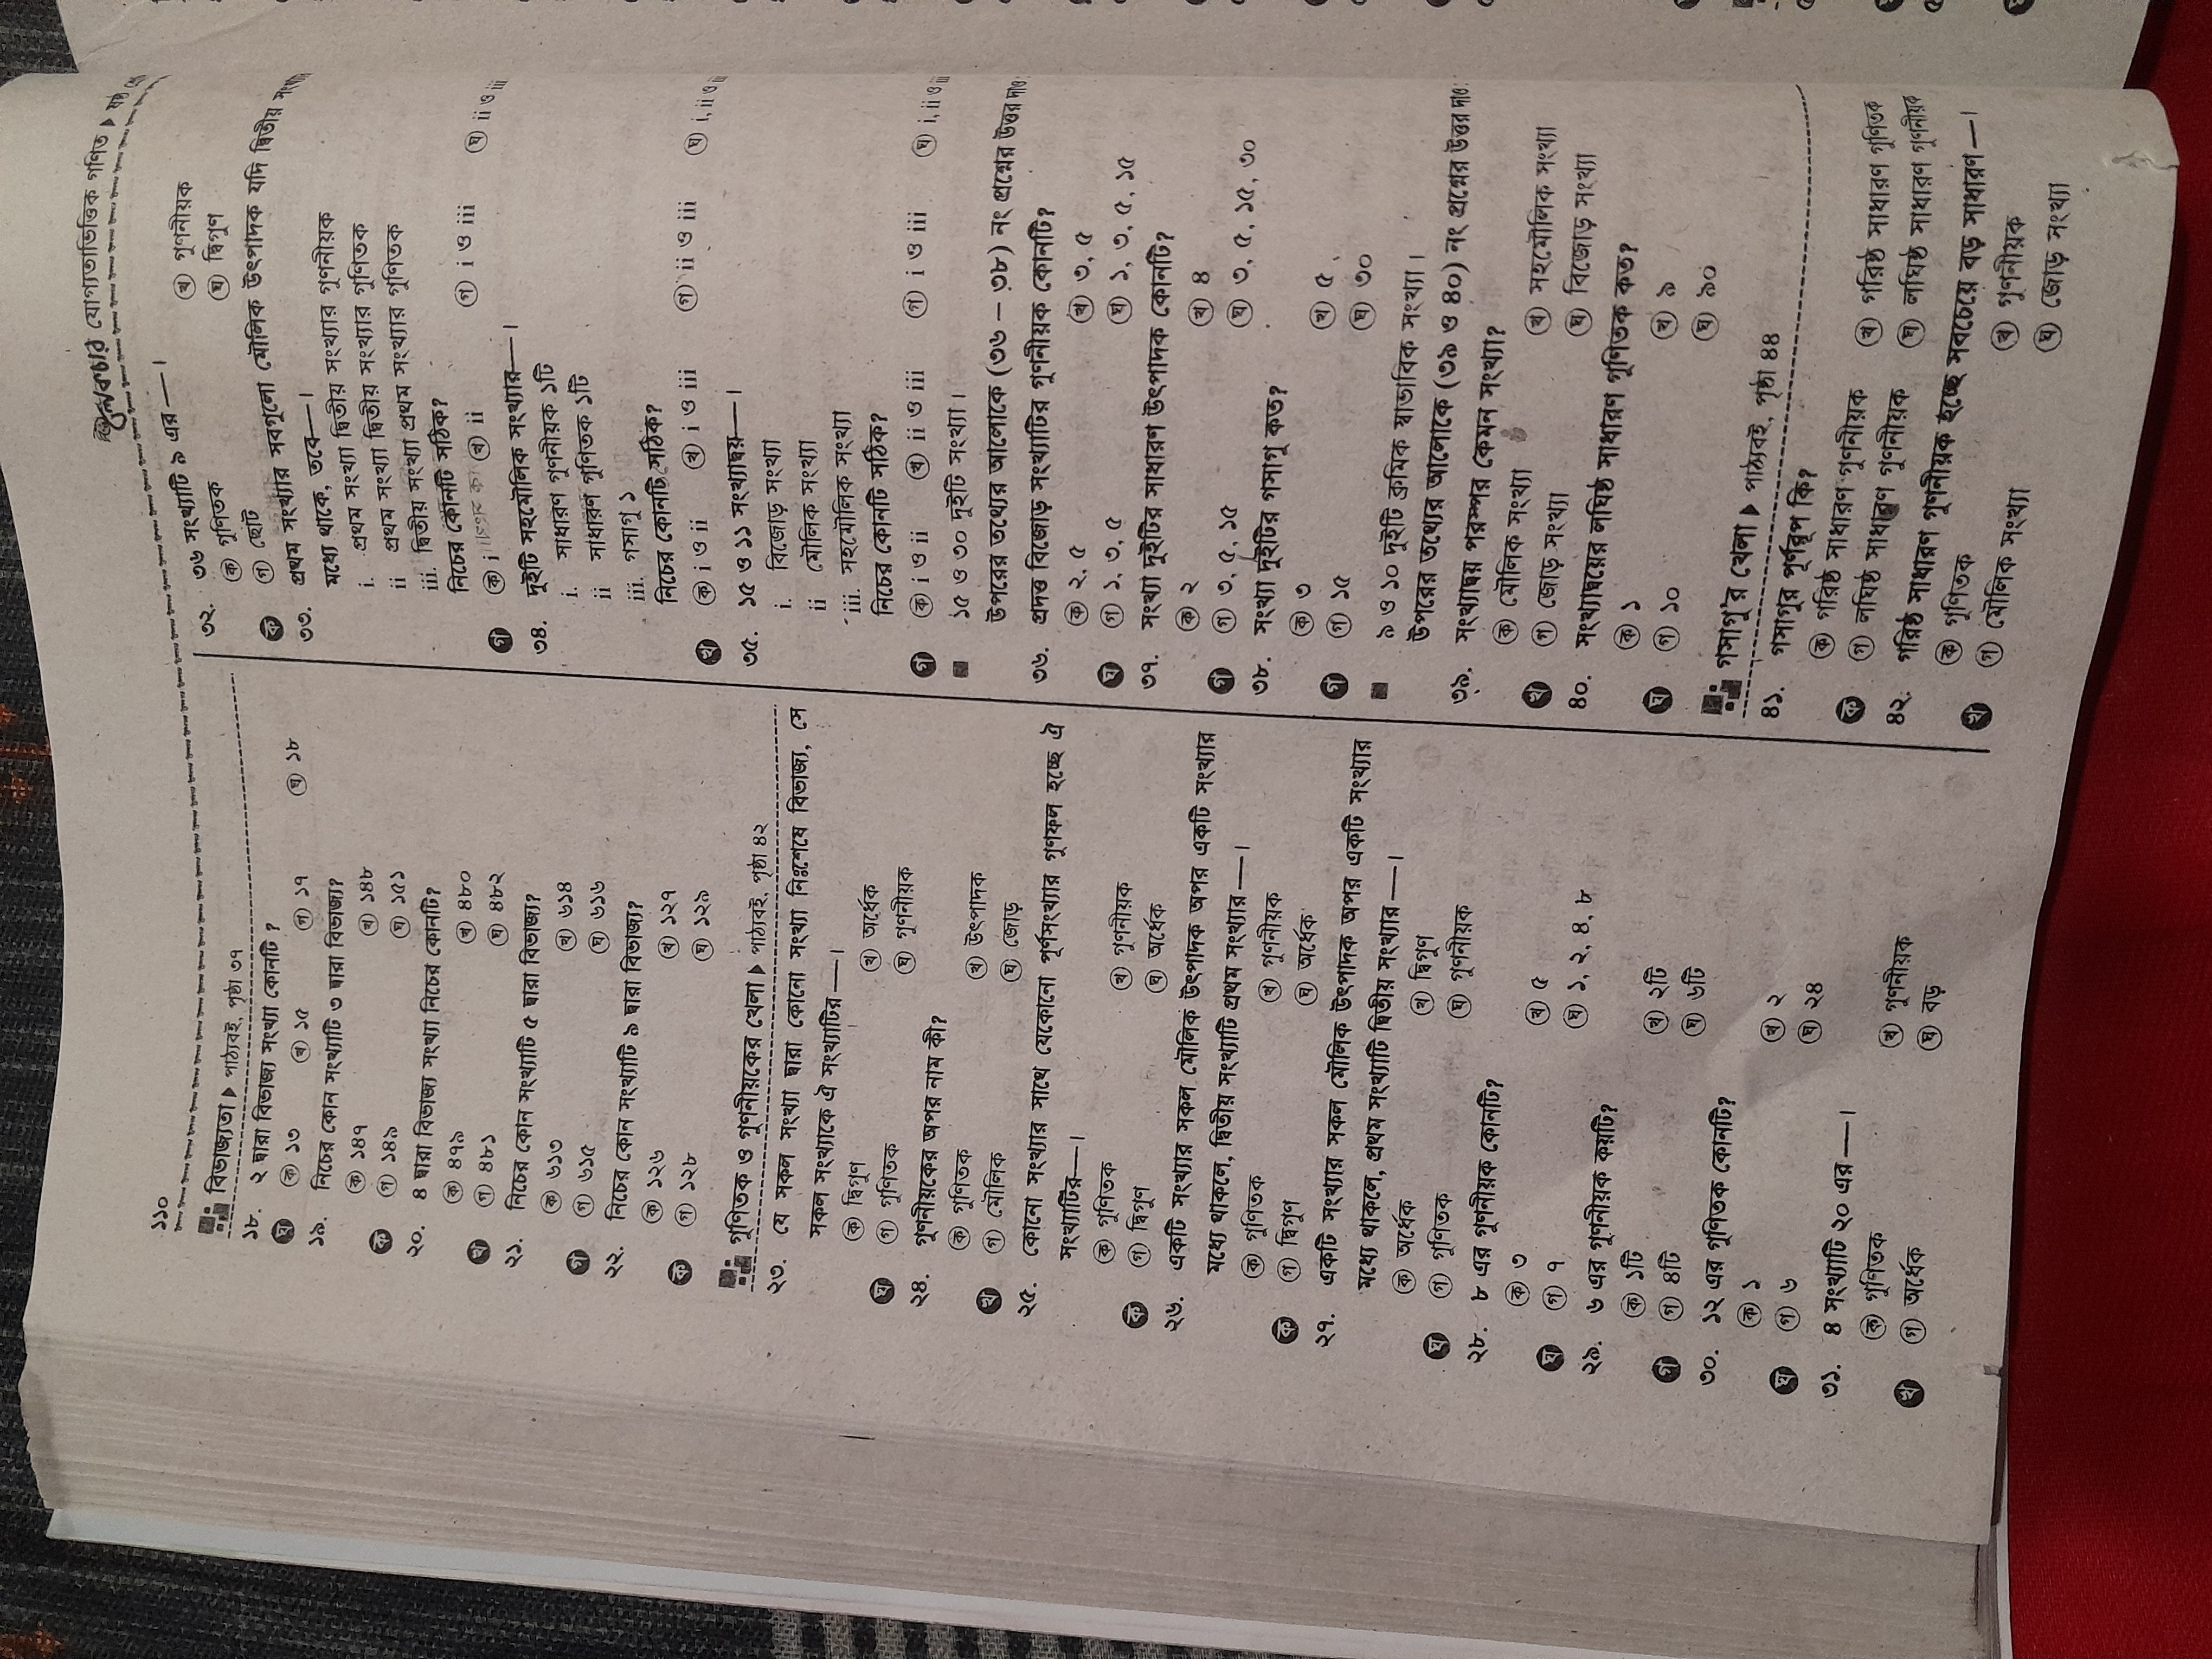 ১১০
লেকচার যোগ্যতাভিত্তিক গণিত ▶ ষষ্ঠ
বিভাজ্যতা ▶ পাঠ্যবই, পৃষ্ঠা ৩৭
১৮. ২ দ্বারা বিভাজ্য সংখ্যা কোনটি ?
ঘ ক ১৩ খ ১৫ গ ১৭ ঘ ১৮
১৯. নিচের কোন সংখ্যাটি ৩ দ্বারা বিভাজ্য?
ক ১৪৭ খ ১৪৮
ক গ ১৪৯ ঘ ১৫১
২০. ৪ দ্বারা বিভাজ্য সংখ্যা নিচের কোনটি?
ক ৪৭৯ খ ৪৮০
খ গ ৪৮১ ঘ ৪৮২
২১. নিচের কোন সংখ্যাটি ৫ দ্বারা বিভাজ্য?
ক ৬১৩ খ ৬১৪
গ গ ৬১৫ ঘ ৬১৬
২২. নিচের কোন সংখ্যাটি ৯ দ্বারা বিভাজ্য?
ক ১২৬ খ ১২৭
ক গ ১২৮ ঘ ১২৯
গুণিতক ও গুণনীয়কের খেলা ▶ পাঠ্যবই, পৃষ্ঠা ৪২
২৩. যে সকল সংখ্যা দ্বারা কোনো সংখ্যা নিঃশেষে বিভাজ্য, সে
সকল সংখ্যাকে ঐ সংখ্যাটির —।
ক দ্বিগুণ খ অর্ধেক
ঘ গ গুণিতক ঘ গুণনীয়ক
২৪. গুণনীয়কের অপর নাম কী?
ক গুণিতক খ উৎপাদক
খ গ মৌলিক ঘ জোড়
২৫. কোনো সংখ্যার সাথে যেকোনো পূর্ণসংখ্যার গুণফল হচ্ছে ঐ
সংখ্যাটির—।
ক গুণিতক খ গুণনীয়ক
ক গ দ্বিগুণ ঘ অর্ধেক
২৬. একটি সংখ্যার সকল মৌলিক উৎপাদক অপর একটি সংখ্যার
মধ্যে থাকলে, দ্বিতীয় সংখ্যাটি প্রথম সংখ্যার —।
ক গুণিতক খ গুণনীয়ক
ক গ দ্বিগুণ ঘ অর্ধেক
২৭. একটি সংখ্যার সকল মৌলিক উৎপাদক অপর একটি সংখ্যার
মধ্যে থাকলে, প্রথম সংখ্যাটি দ্বিতীয় সংখ্যার —।
ক অর্ধেক খ দ্বিগুণ
ঘ গ গুণিতক ঘ গুণনীয়ক
২৮. ৮ এর গুণনীয়ক কোনটি?
ক ৩ খ ৫
ঘ গ ৭ ঘ ১, ২, ৪, ৮
২৯. ৬ এর গুণনীয়ক কয়টি?
ক ১টি খ ২টি
গ গ ৪টি ঘ ৬টি
৩০. ১২ এর গুণিতক কোনটি?
ক ১ খ ২
ঘ গ ৬ ঘ ২৪
৩১. ৪ সংখ্যাটি ২০ এর —।
ক গুণিতক খ গুণনীয়ক
খ গ অর্ধেক ঘ বড়
৩২. ৩৬ সংখ্যাটি ৯ এর —।
ক গুণিতক খ গুণনীয়ক
ক গ ছোট ঘ দ্বিগুণ
৩৩. প্রথম সংখ্যার সবগুলো মৌলিক উৎপাদক যদি দ্বিতীয়
মধ্যে থাকে, তবে—।
i. প্রথম সংখ্যা দ্বিতীয় সংখ্যার গুণনীয়ক
ii প্রথম সংখ্যা দ্বিতীয় সংখ্যার গুণিতক
iii. দ্বিতীয় সংখ্যা প্রথম সংখ্যার গুণিতক
নিচের কোনটি সঠিক?
গ ক i খ ii গ i ও iii ঘ ii ও iii
৩৪. দুইটি সহমৌলিক সংখ্যার—।
i. সাধারণ গুণনীয়ক ১টি
ii সাধারণ গুণিতক ১টি
iii. গসাগু ১
নিচের কোনটি সঠিক?
খ ক i ও ii খ i ও iii গ ii ও iii ঘ i, ii ও
৩৫. ১৫ ও ১১ সংখ্যাদ্বয়—।
i. বিজোড় সংখ্যা
ii মৌলিক সংখ্যা
iii. সহমৌলিক সংখ্যা
নিচের কোনটি সঠিক?
গ ক i ও ii খ ii ও iii গ i ও iii ঘ i, ii ও
১৫ ও ৩০ দুইটি সংখ্যা।
উপরের তথ্যের আলোকে (৩৬ – ৩৮) নং প্রশ্নের উত্তর দাও:
৩৬. প্রদত্ত বিজোড় সংখ্যাটির গুণনীয়ক কোনটি?
ক ২, ৫ খ ৩, ৫
ঘ গ ১, ৩, ৫ ঘ ১, ৩, ৫, ১৫
৩৭. সংখ্যা দুইটির সাধারণ উৎপাদক কোনটি?
ক ২ খ ৪
গ গ ৩, ৫, ১৫ ঘ ৩, ৫, ১৫, ৩০
৩৮. সংখ্যা দুইটির গসাগু কত?
ক ৩ খ ৫
গ গ ১৫ ঘ ৩০
৯ ও ১০ দুইটি ক্রমিক স্বাভাবিক সংখ্যা।
উপরের তথ্যের আলোকে (৩৯ ও ৪০) নং প্রশ্নের উত্তর দাও:
৩৯. সংখ্যাদ্বয় পরস্পর কেমন সংখ্যা?
ক মৌলিক সংখ্যা খ সহমৌলিক সংখ্যা
খ গ জোড় সংখ্যা ঘ বিজোড় সংখ্যা
৪০. সংখ্যাদ্বয়ের লঘিষ্ঠ সাধারণ গুণিতক কত?
ক ১ খ ৯
ঘ গ ১০ ঘ ৯০
গসাগু'র খেলা ▶ পাঠ্যবই, পৃষ্ঠা ৪৪
৪১. গসাগুর পূর্ণরূপ কি?
ক গরিষ্ঠ সাধারণ গুণনীয়ক খ গরিষ্ঠ সাধারণ গুণিতক
ক গ লঘিষ্ঠ সাধারণ গুণনীয়ক ঘ লঘিষ্ঠ সাধারণ গুণনীয়ক
৪২. গরিষ্ঠ সাধারণ গুণনীয়ক হচ্ছে সবচেয়ে বড় সাধারণ —।
ক গুণিতক খ গুণনীয়ক
খ গ মৌলিক সংখ্যা ঘ জোড় সংখ্যা